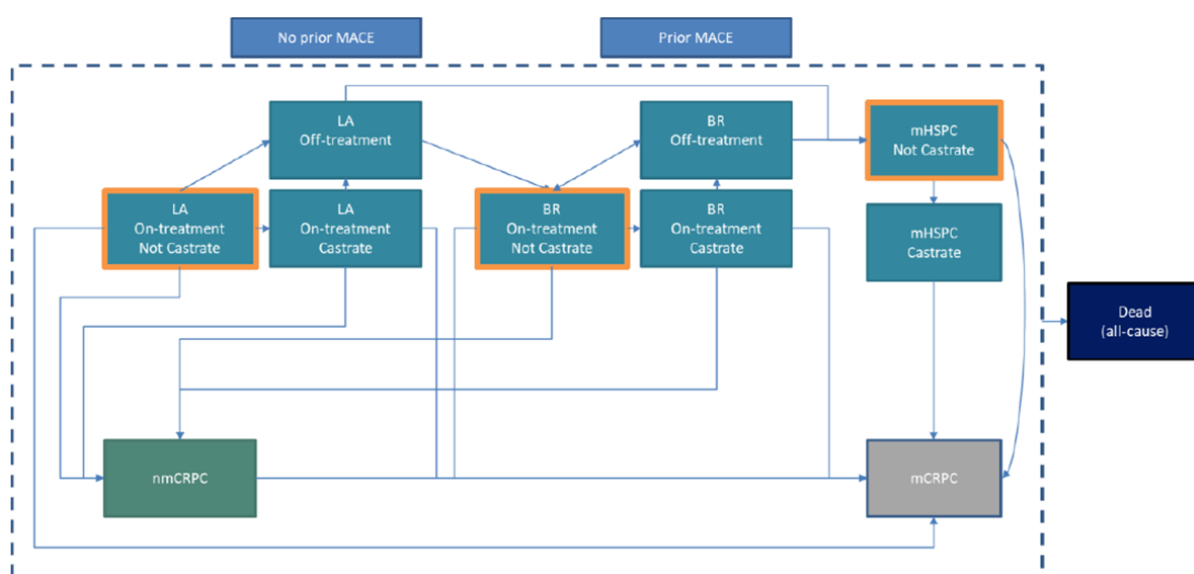 No prior MACE
Prior MACE
LA
Off-treatment
BR
Off-treatment
mHSPC
Not Castrate
LA
On-treatment
Not Castrate
LA
On-treatment
Castrate
BR
On-treatment
Not Castrate
BR
On-treatment
Castrate
mHSPC
Castrate
Dead
(all-cause)
nmCRPC
mCRPC